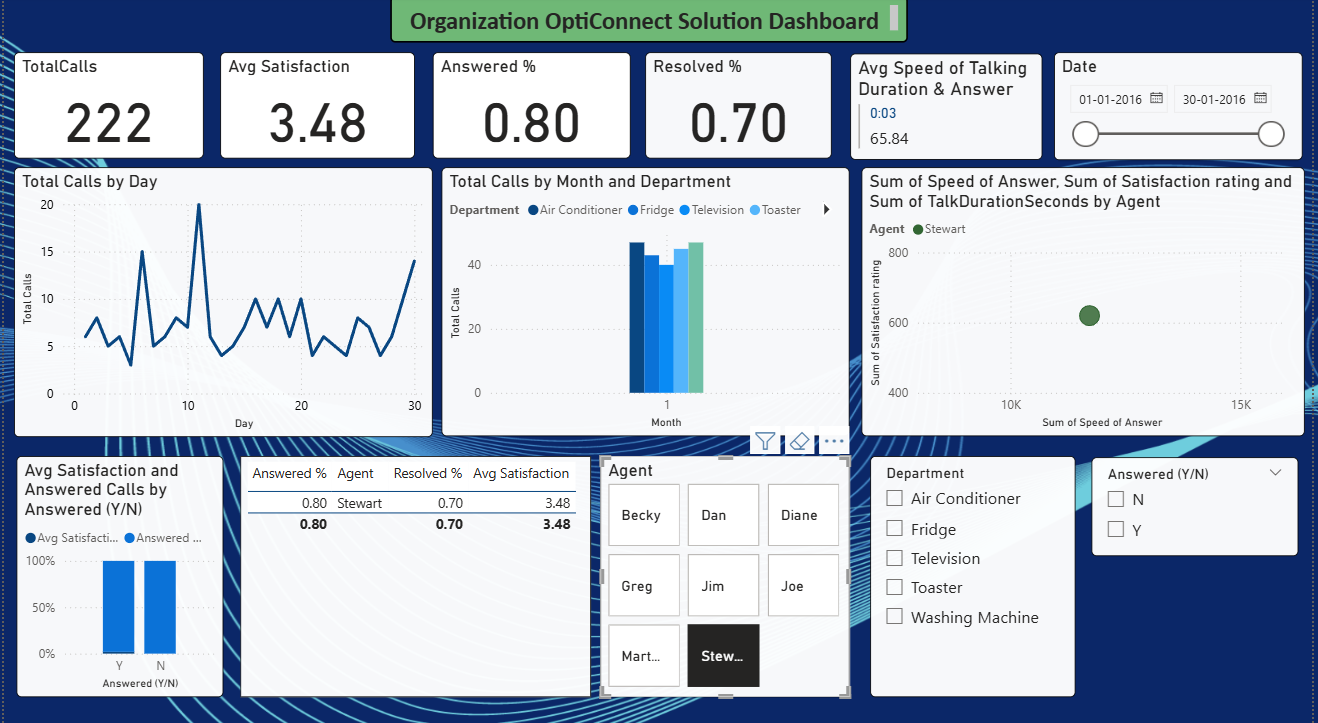 Organization OptiConnect Solution Dashboard
TotalCalls
222
Avg Satisfaction
3.48
Answered %
0.80
Resolved %
0.70
Avg Speed of Talking
Duration & Answer
0:03
65.84
Date
01-01-2016 30-01-2016
Total Calls by Day
20
15
10
5
0
Total Calls
0 10 20 30
Day
Total Calls by Month and Department
Department Air Conditioner Fridge Television Toaster
40
20
0
Total Calls
1
Month
Sum of Speed of Answer, Sum of Satisfaction rating and
Sum of TalkDurationSeconds by Agent
Agent Stewart
800
600
400
Sum of Satisfaction rating
10K 15K
Sum of Speed of Answer
Avg Satisfaction and
Answered Calls by
Answered (Y/N)
Avg Satisfacti... Answered ...
100%
50%
0%
Y N
Answered (Y/N)
Answered % Agent Resolved % Avg Satisfaction
0.80 Stewart 0.70 3.48
0.80 0.70 3.48
Agent
Becky Dan Diane
Greg Jim Joe
Mart... Stew...
Department
Air Conditioner
Fridge
Television
Toaster
Washing Machine
Answered (Y/N)
N
Y